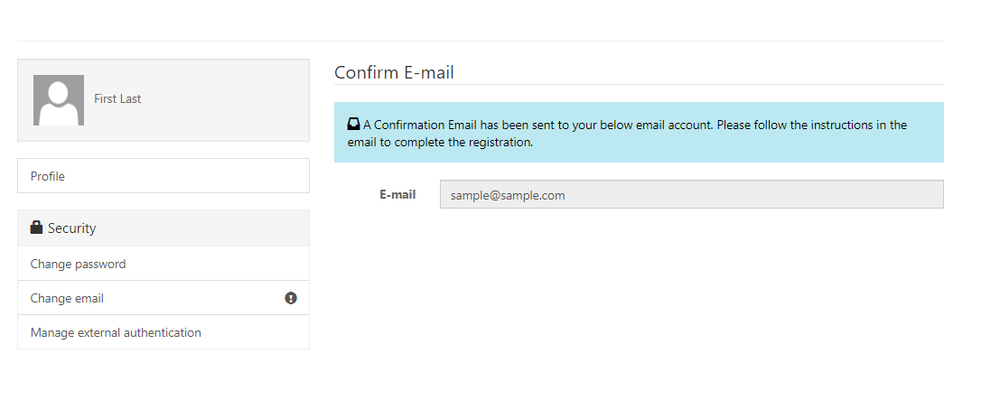 First Last
Profile
Security
Change password
Change email
Manage external authentication
Confirm E-mail
A Confirmation Email has been sent to your below email account. Please follow the instructions in the
email to complete the registration.
E-mail
sample@sample.com